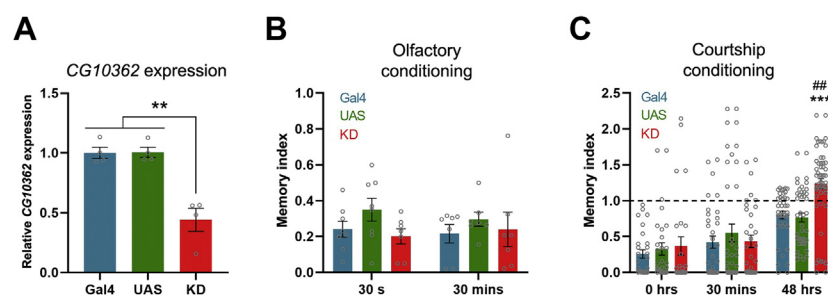 A
CG10362 expression
Relative CG10362 expression
1.5
1.0
0.5
0.0
**
Gal4
UAS
KD
B
Olfactory
conditioning
Memory index
1.0
0.8
0.6
0.4
0.2
0.0
Gal4
UAS
KD
30 s
30 mins
C
Courtship
conditioning
Memory index
2.5
2.0
1.5
1.0
0.5
0.0
Gal4
UAS
KD
##
***
0 hrs
30 mins
48 hrs